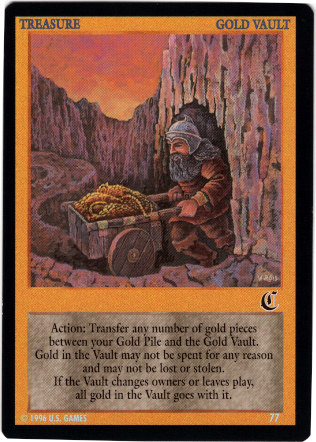 TREASURE GOLD VAULT
C
Action: Transfer any number of gold pieces
between your Gold Pile and the Gold Vault.
Gold in the Vault may not be spent for any reason
and may not be lost or stolen.
If the Vault changes owners or leaves play,
all gold in the Vault goes with it.
© 1996 U.S. GAMES 77